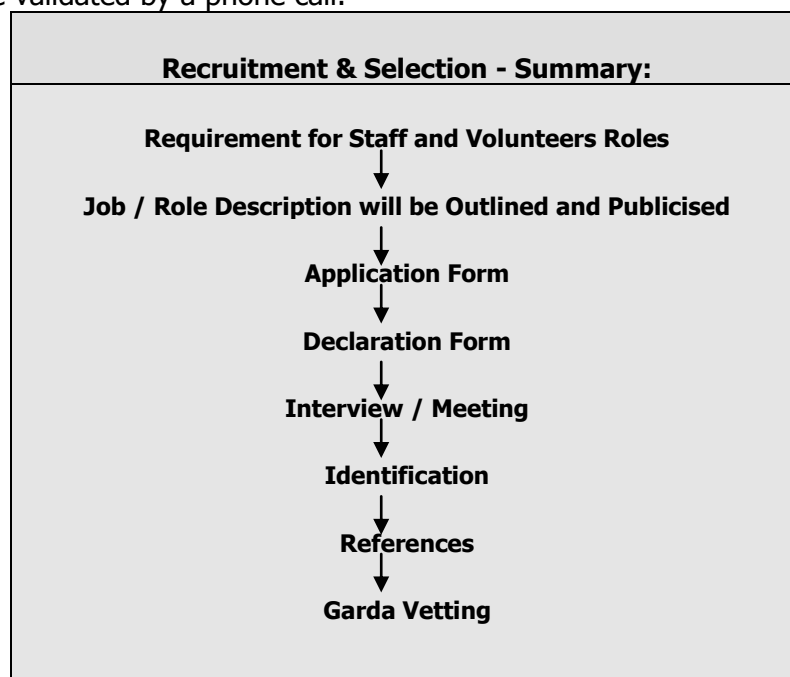 validated by a phone call.
Recruitment & Selection - Summary:
Requirement for Staff and Volunteers Roles
Job / Role Description will be Outlined and Publicised
Application Form
Declaration Form
Interview / Meeting
Identification
References
Garda Vetting